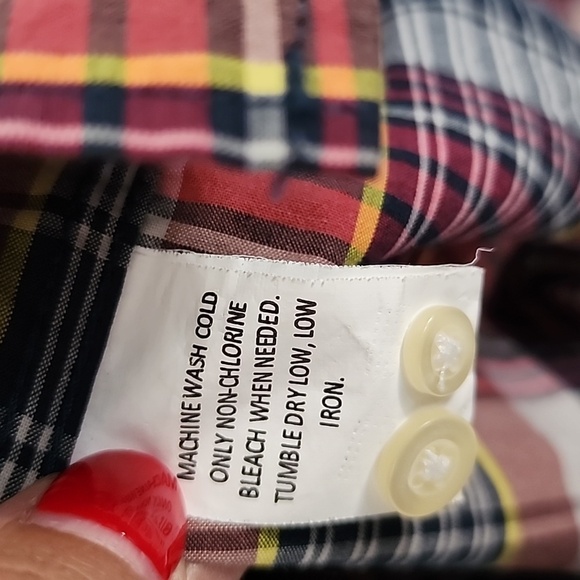 MACHINE WASH COLD
ONLY NON-CHLORINE
BLEACH WHEN NEEDED.
TUMBLE DRY LOW, LOW
IRON.